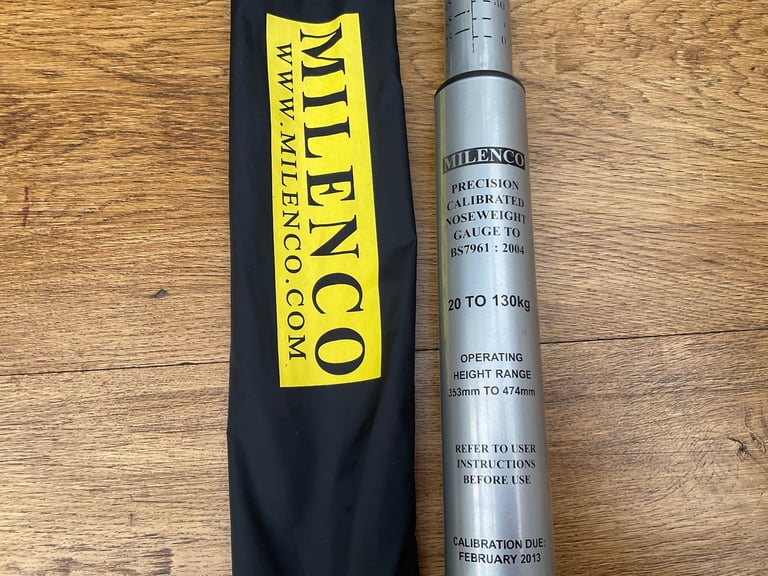 MILENCO
WWW.MILENCO.COM
0
MILENCO
PRECISION
CALIBRATED
NOSEWEIGHT
GAUGE TO
BS7961 : 2004
20 TO 130kg
OPERATING
HEIGHT RANGE
353mm TO 474mm
REFER TO USER
INSTRUCTIONS
BEFORE USE
CALIBRATION DUE:
FEBRUARY 2013